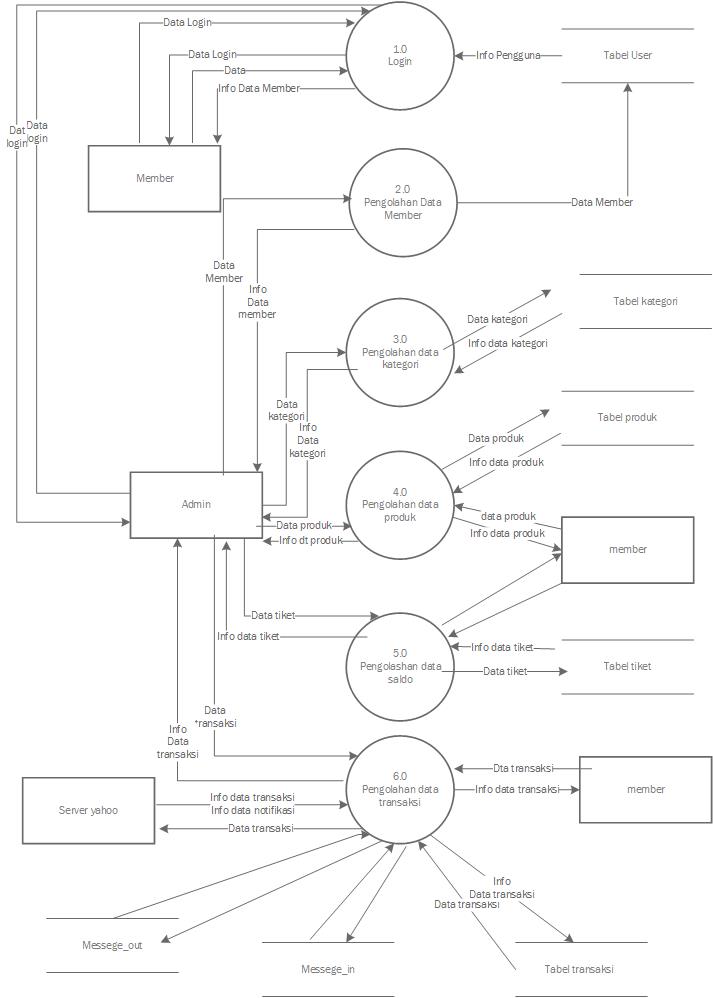 Data Login
1.0
Login
Info Pengguna
Tabel User
Data Login
Data
Info Data Member
Dat
login
Data
login
Member
2.0
Pengolahan Data
Member
Data Member
Data
Member
Info
Data
member
Data kategori
Tabel kategori
3.0
Pengolahan data
kategori
Info data kategori
Data
kategori
Info
Data
kategori
Tabel produk
Data produk
Info data produk
Admin
4.0
Pengolahan data
produk
data produk
Info data produk
Data produk
Info dt produk
member
Data tiket
Info data tiket
5.0
Pengolashan data
saldo
Info data tiket
Data tiket
Tabel tiket
Data
transaksi
Info
Data
transaksi
6.0
Pengolahan data
transaksi
Dta transaksi
Info data transaksi
member
Server yahoo
Info data transaksi
Info data notifikasi
Data transaksi
Info
Data transaksi
Data transaksi
Messege_out
Messege_in
Tabel transaksi